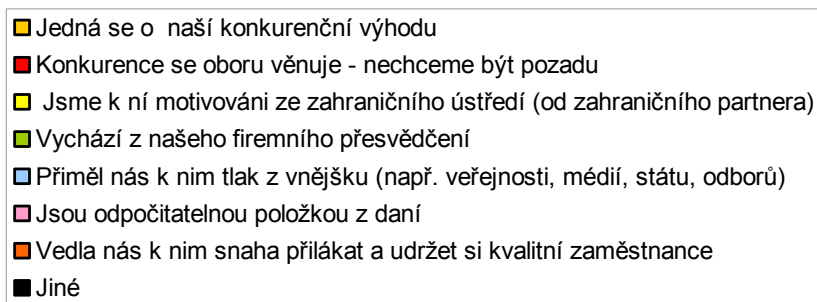 Jedná se o naší konkurenční výhodu
Konkurence se oboru věnuje - nechceme být pozadu
Jsme k ní motivováni ze zahraničního ústředí (od zahraničního partnera)
Vychází z našeho firemního přesvědčení
Přiměl nás k nim tlak z vnějšku (např. veřejnosti, médií, státu, odborů)
Jsou odpočitatelnou položkou z daní
Vedla nás k nim snaha přilákat a udržet si kvalitní zaměstnance
Jiné